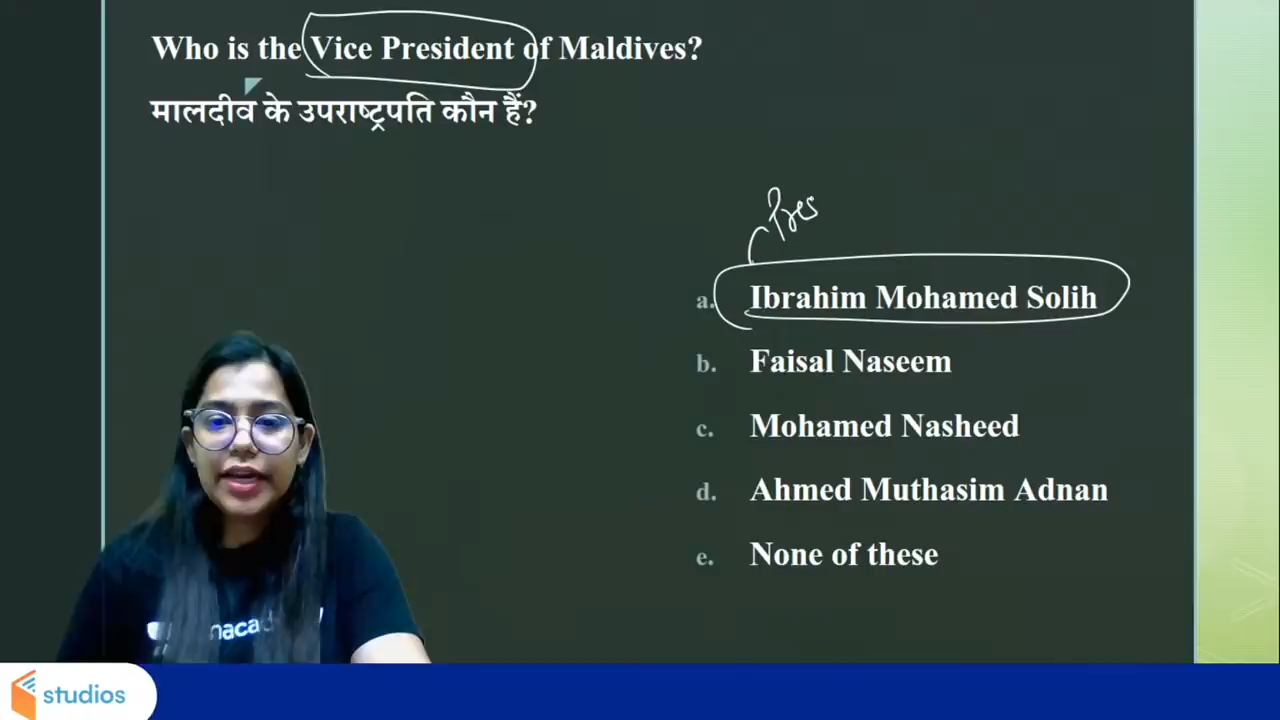 Who is the Vice President of Maldives?
मालदीव के उपराष्ट्रपति कौन हैं?
Pres
a. Ibrahim Mohamed Solih
b. Faisal Naseem
c. Mohamed Nasheed
d. Ahmed Muthasim Adnan
e. None of these
studios